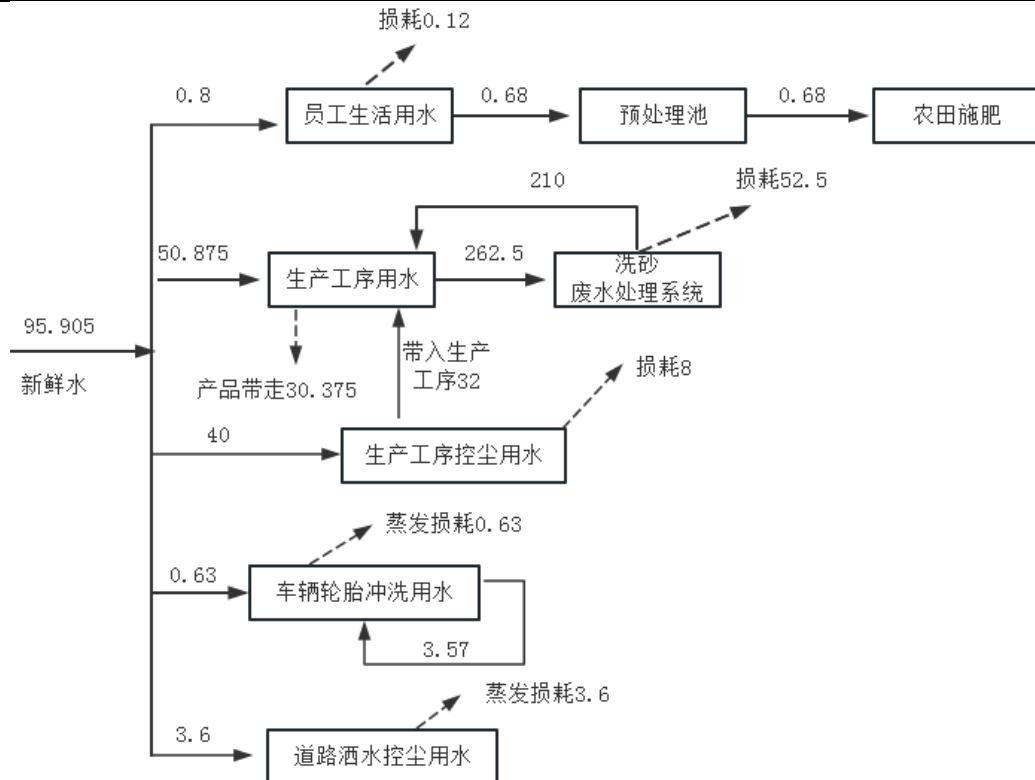 损耗0.12
0.8
员工生活用水
0.68
预处理池
0.68
农田施肥
210
损耗52.5
50.875
生产工序用水
262.5
洗砂
废水处理系统
95.905
新鲜水
带入生产
工序32
产品带走30.375
损耗8
40
生产工序控尘用水
蒸发损耗0.63
0.63
车辆轮胎冲洗用水
3.57
蒸发损耗3.6
3.6
道路洒水控尘用水